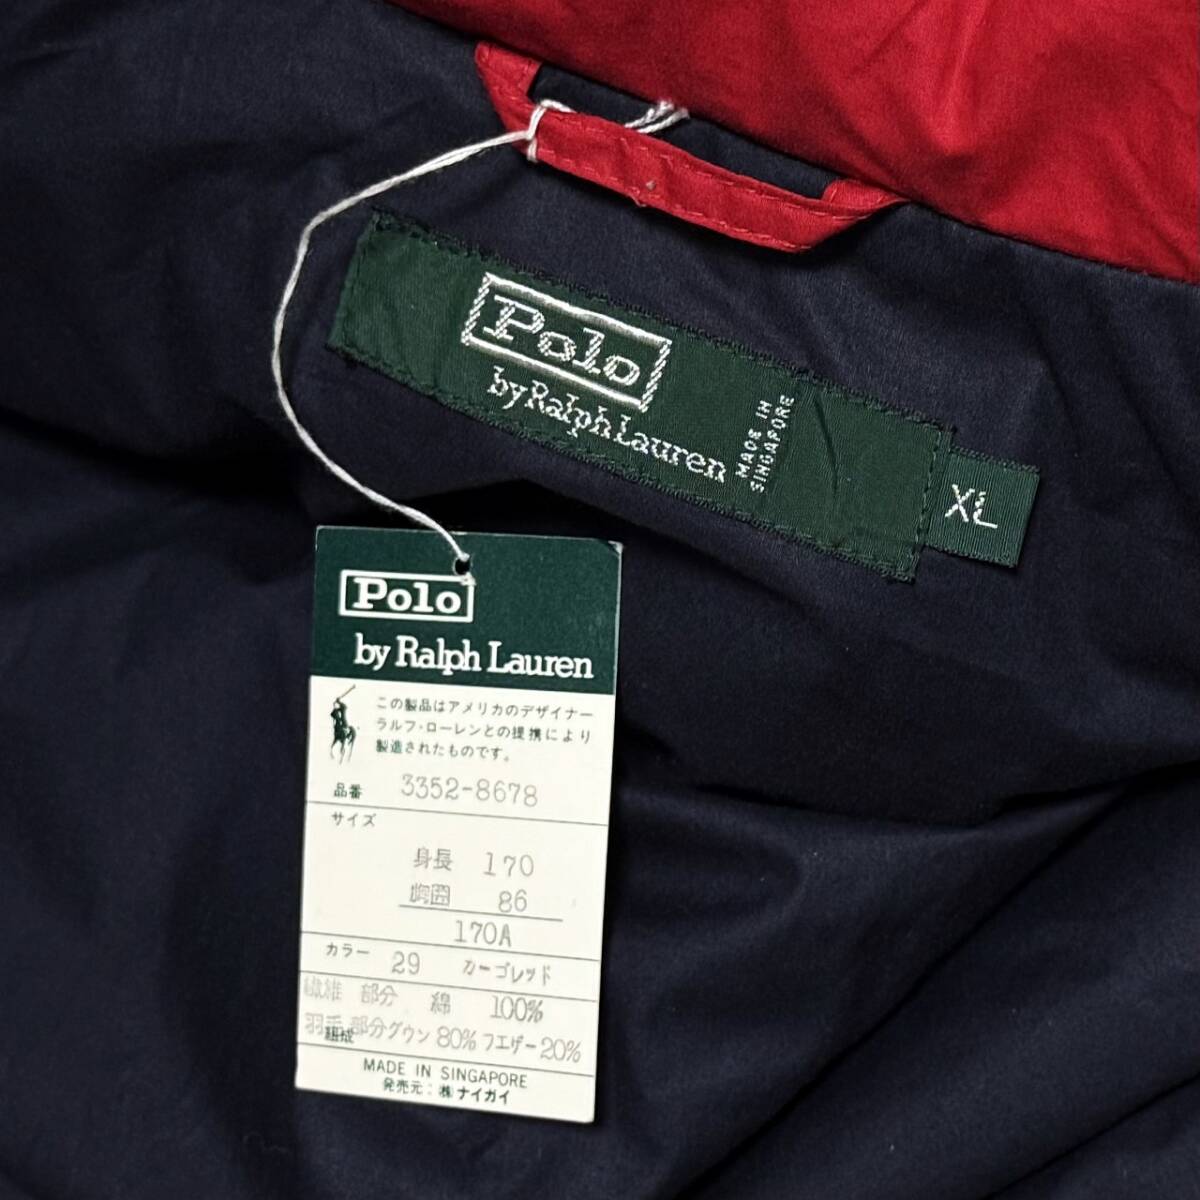 Polo
by Ralph Lauren
MADE IN
SINGAPORE
XL
Polo
by Ralph Lauren
この製品はアメリカのデザイナー
ラルフ・ローレンとの提携により
製造されたものです。
品番 3352-8678
サイズ
身長 170
胸囲 86
170A
カラー 29 カーゴレッド
繊維 部分 綿 100%
組成
羽毛 部分 ダウン 80% フエザー 20%
MADE IN SINGAPORE
発売元:㈱ナイガイ